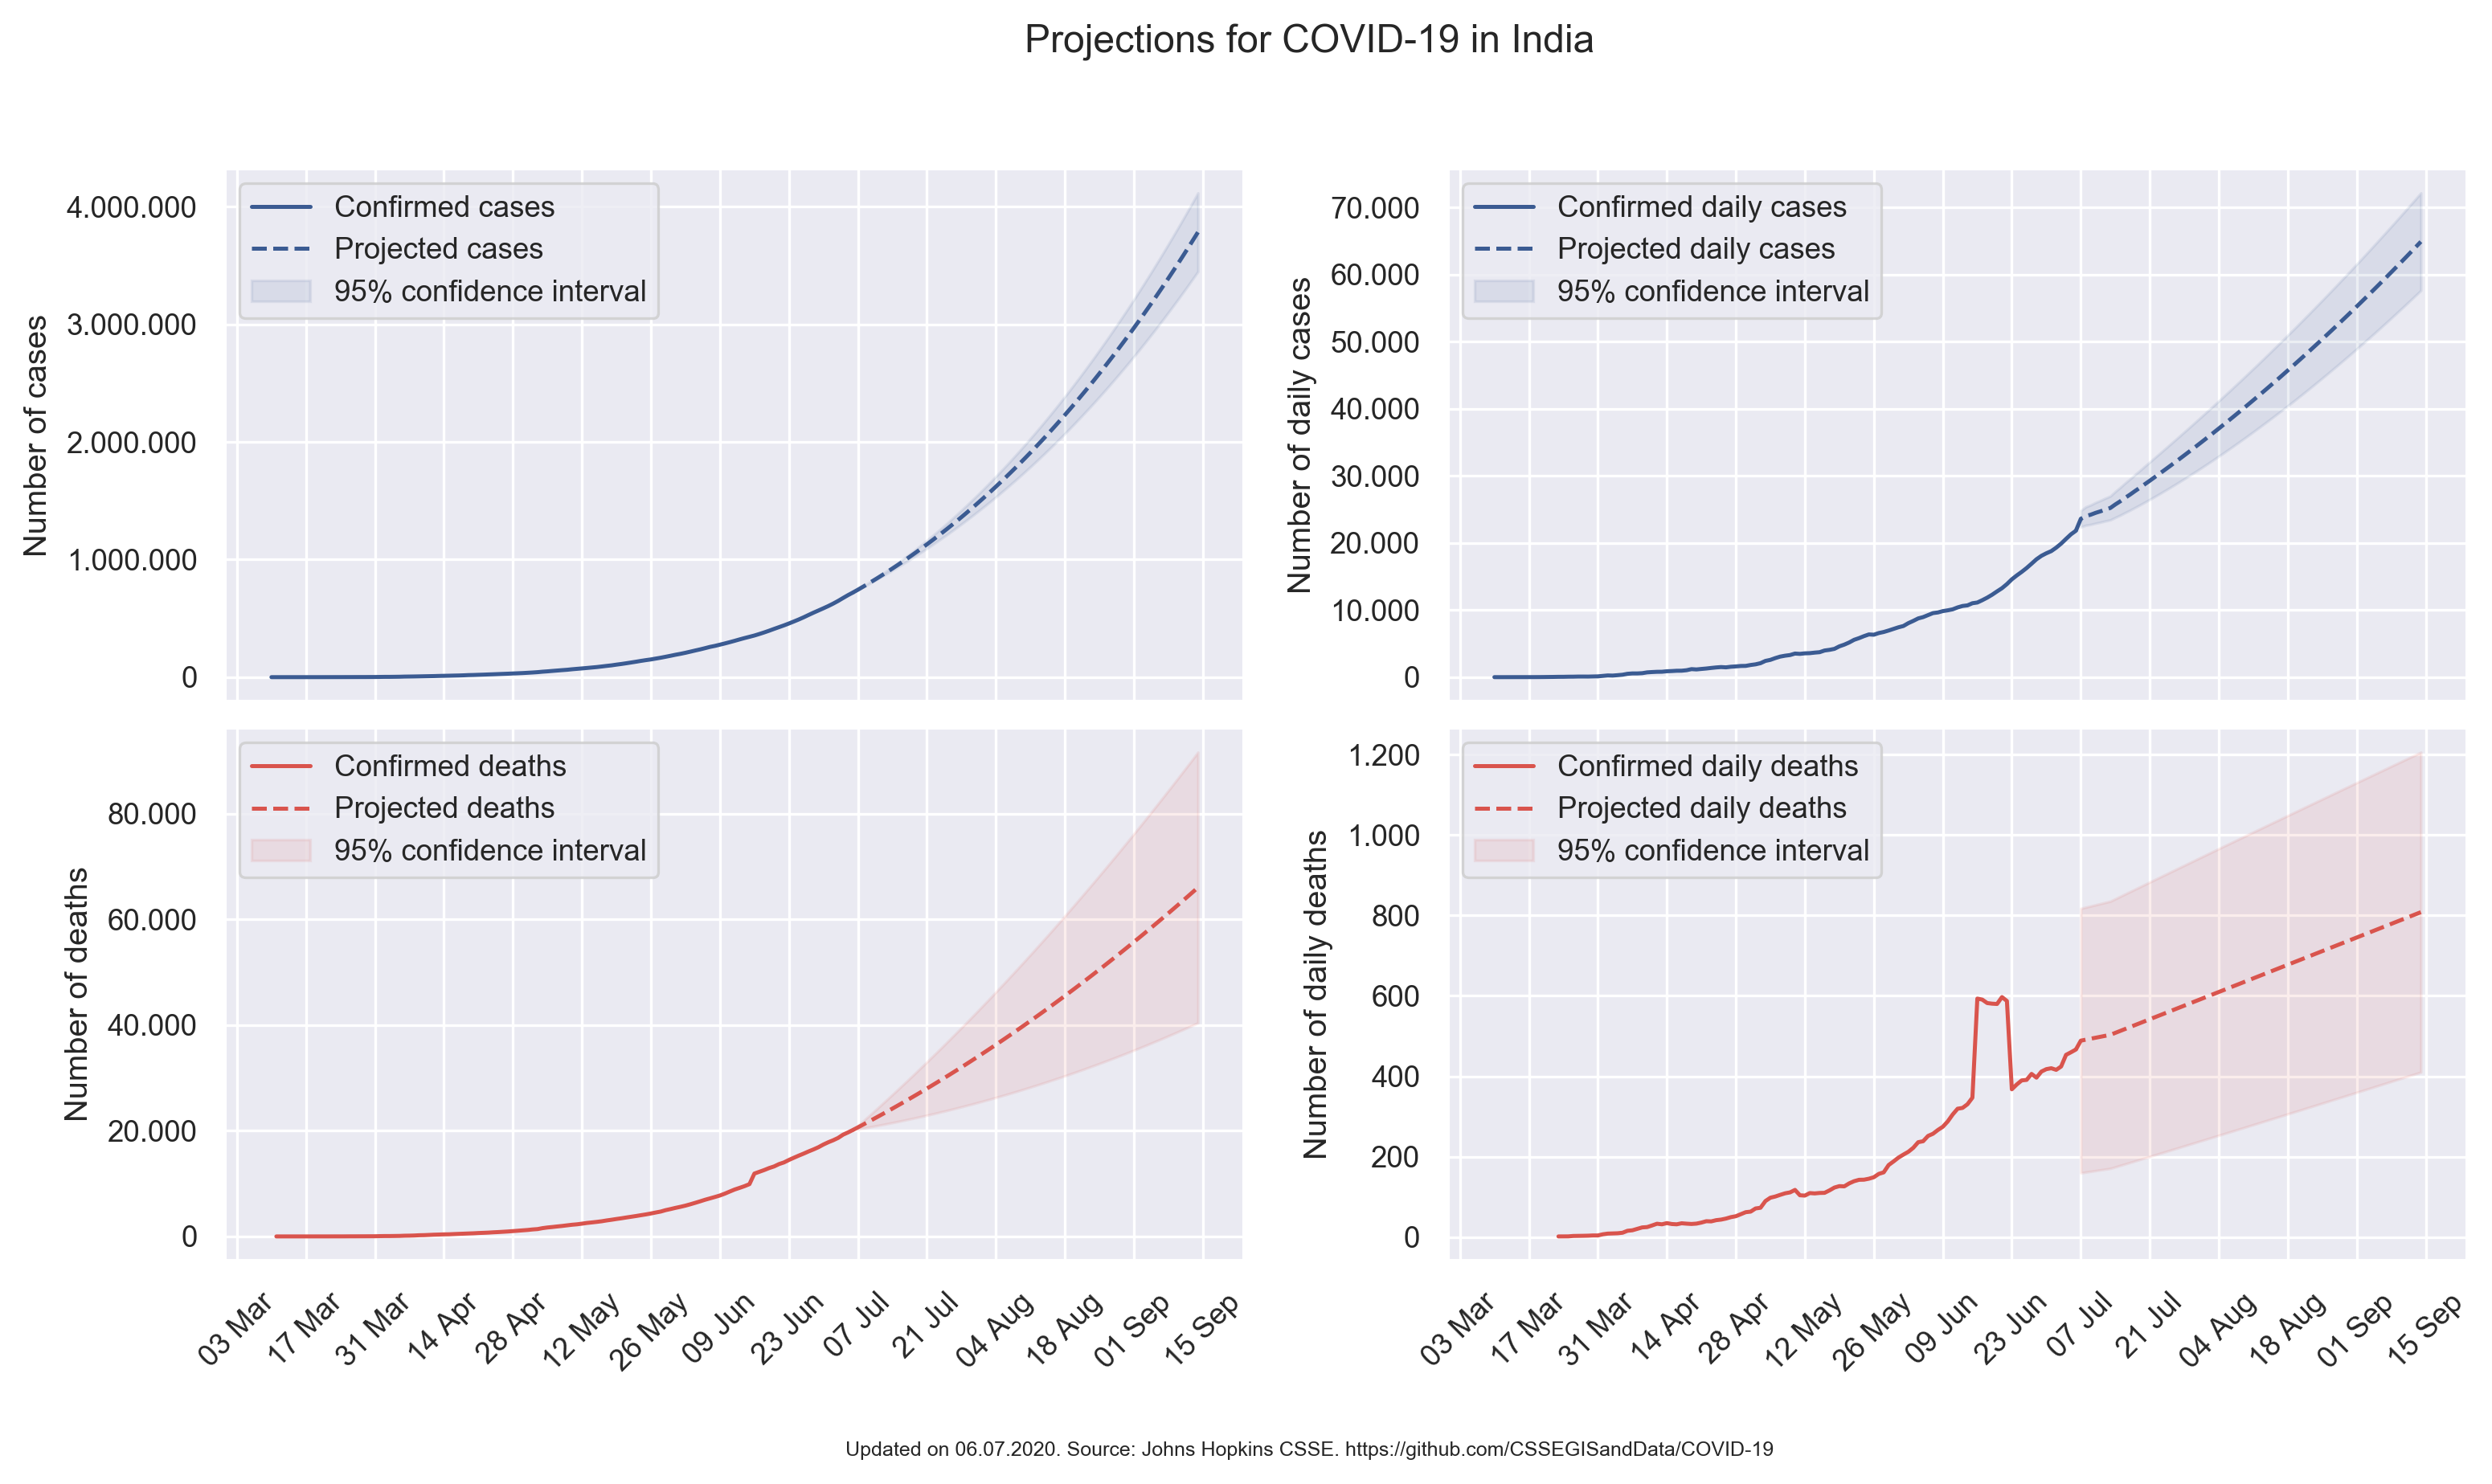 Projections for COVID-19 in India
Number of cases
4.000.000
3.000.000
2.000.000
1.000.000
0
Confirmed cases
Projected cases
95% confidence interval
Number of daily cases
70.000
60.000
50.000
40.000
30.000
20.000
10.000
0
Confirmed daily cases
Projected daily cases
95% confidence interval
Number of deaths
80.000
60.000
40.000
20.000
0
Confirmed deaths
Projected deaths
95% confidence interval
03 Mar
17 Mar
31 Mar
14 Apr
28 Apr
12 May
26 May
09 Jun
23 Jun
07 Jul
21 Jul
04 Aug
18 Aug
01 Sep
15 Sep
Number of daily deaths
1.200
1.000
800
600
400
200
0
Confirmed daily deaths
Projected daily deaths
95% confidence interval
03 Mar
17 Mar
31 Mar
14 Apr
28 Apr
12 May
26 May
09 Jun
23 Jun
07 Jul
21 Jul
04 Aug
18 Aug
01 Sep
15 Sep
Updated on 06.07.2020. Source: Johns Hopkins CSSE. https://github.com/CSSEGISandData/COVID-19